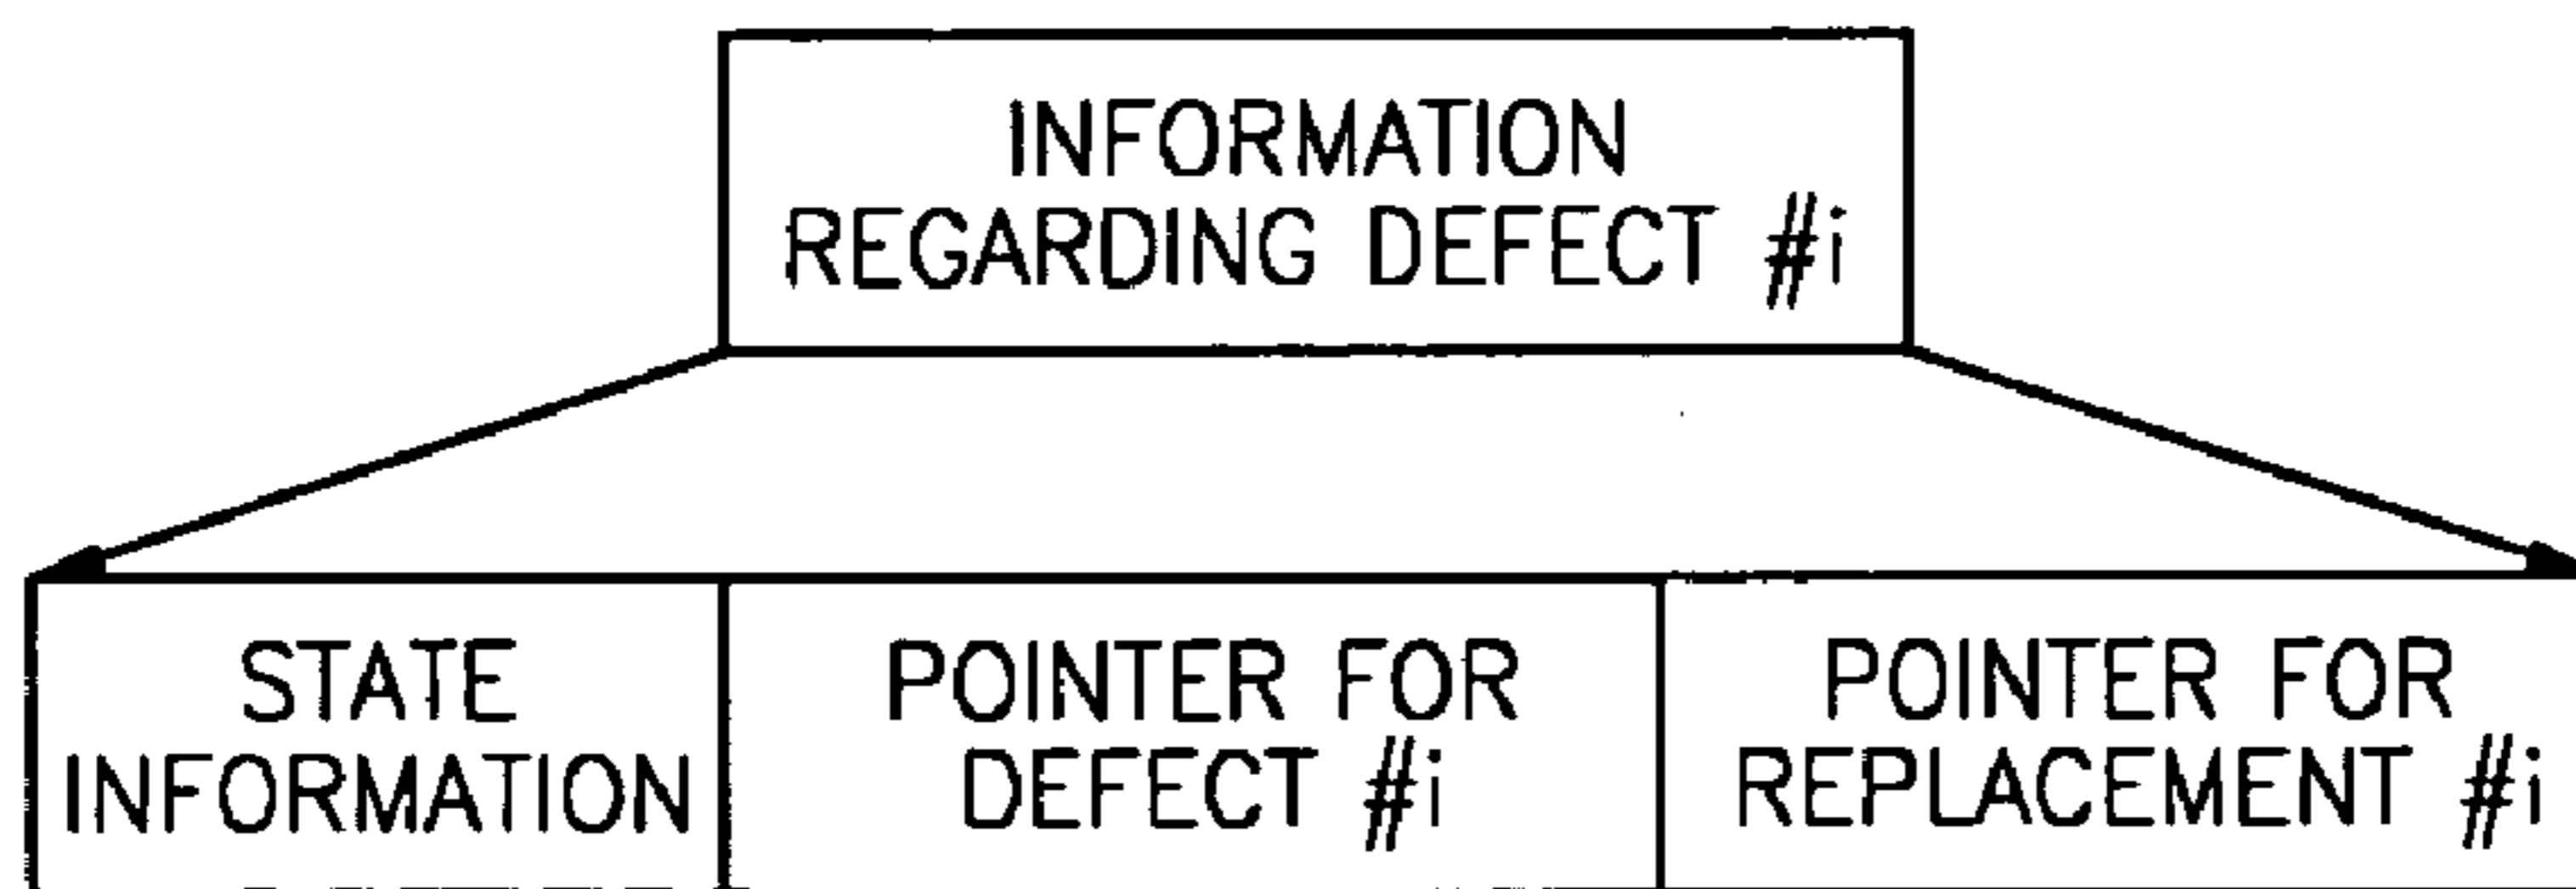 INFORMATION
REGARDING DEFECT #i
STATE
INFORMATION
POINTER FOR
DEFECT #i
POINTER FOR
REPLACEMENT #i